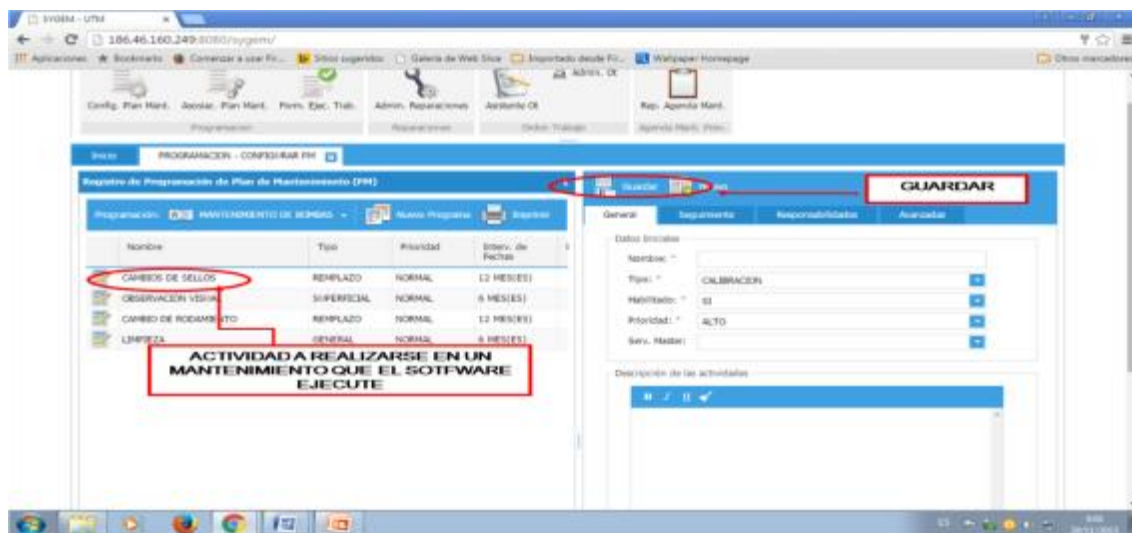 SYGEM - UTM
186.46.160.249:8080/sygem/
Aplicaciones Bookmarks Comenzar a usar Fir... Sitios sugeridos Galería de Web Slice Importado desde Fir... Wallpaper Homepage Otros marcadores
Admin. Ot
Config. Plan Mant. Asociar. Plan Mant. Form. Ejec. Trab. Admin. Reparaciones Asistente Ot Rep. Agenda Mant.
Programacion Reparaciones Orden Trabajo Agenda Mant. Prev.
Inicio PROGRAMACION - CONFIGURAR PM
Registro de Programación de Plan de Mantenimiento (PM)
Guardar
GUARDAR
Programación: MANTENIMIENTO DE BOMBAS Nuevo Programa Imprimir
General Seguimiento Responsabilidades Avanzadas
Nombre Tipo Prioridad Interv. de Fechas
CAMBIOS DE SELLOS REMPLAZO NORMAL 12 MES(ES)
OBSERVACION VISUAL SUPERFICIAL NORMAL 6 MES(ES)
CAMBIO DE RODAMIENTO REMPLAZO NORMAL 12 MES(ES)
LIMPIEZA GENERAL NORMAL 6 MES(ES)
Datos Iniciales
Nombre: *
Tipo: * CALIBRACION
Habilitado: * SI
Prioridad: * ALTO
Serv. Master:
ACTIVIDAD A REALIZARSE EN UN
MANTENIMIENTO QUE EL SOTFWARE
EJECUTE
Descripción de las actividades